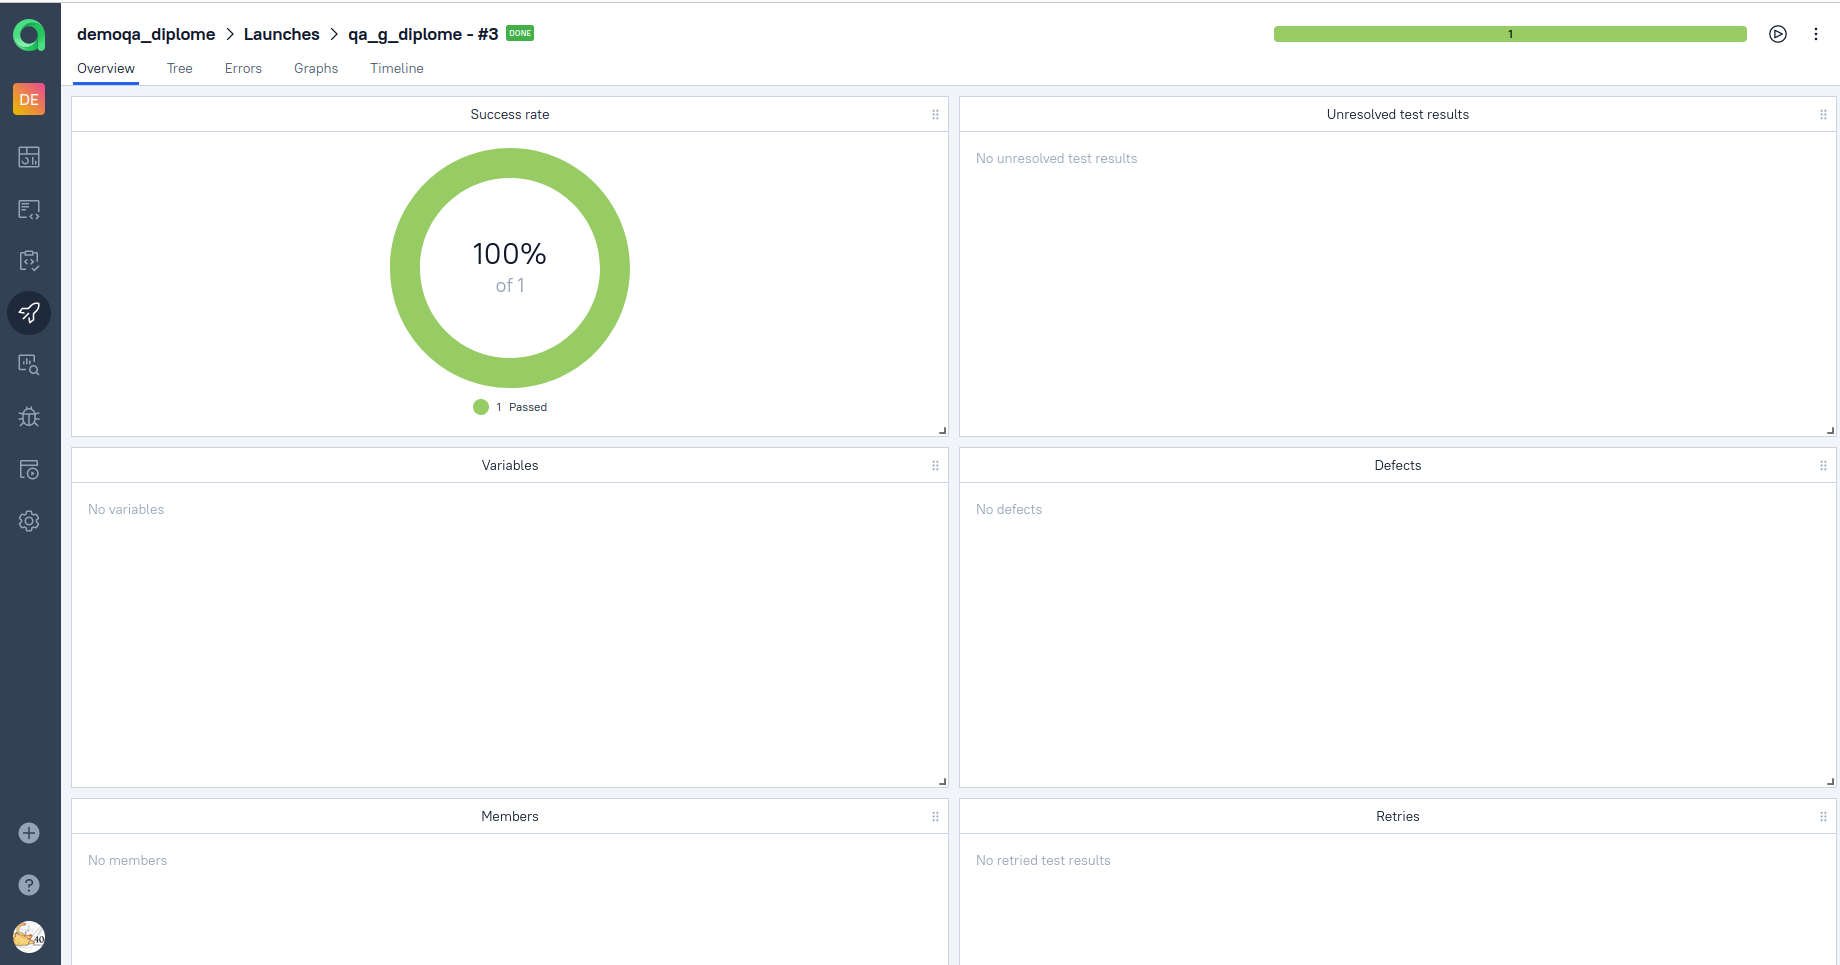 demoqa_diplome > Launches > qa_g_diplome - #3 DONE
1
Overview Tree Errors Graphs Timeline
DE
Success rate
100%
of 1
1 Passed
Unresolved test results
No unresolved test results
Variables
No variables
Defects
No defects
Members
No members
Retries
No retried test results
40